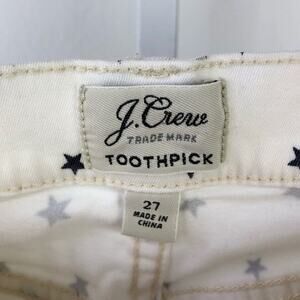 J.Crew
TRADE MARK
TOOTHPICK
27
MADE IN
CHINA